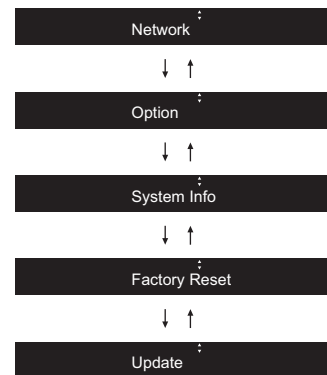 Network
Option
System Info
Factory Reset
Update